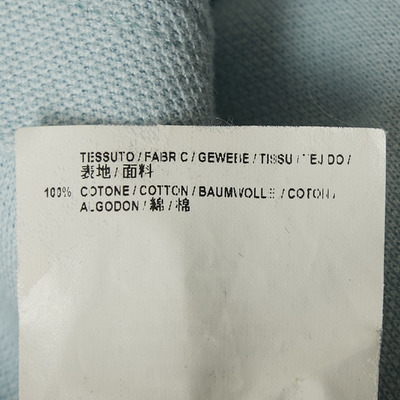 TESSUTO / FABRIC / GEWEBE / TISSU / TEJIDO /
表地 / 面料
100% COTONE / COTTON / BAUMWOLLE / COTON /
ALGODON / 綿 / 棉